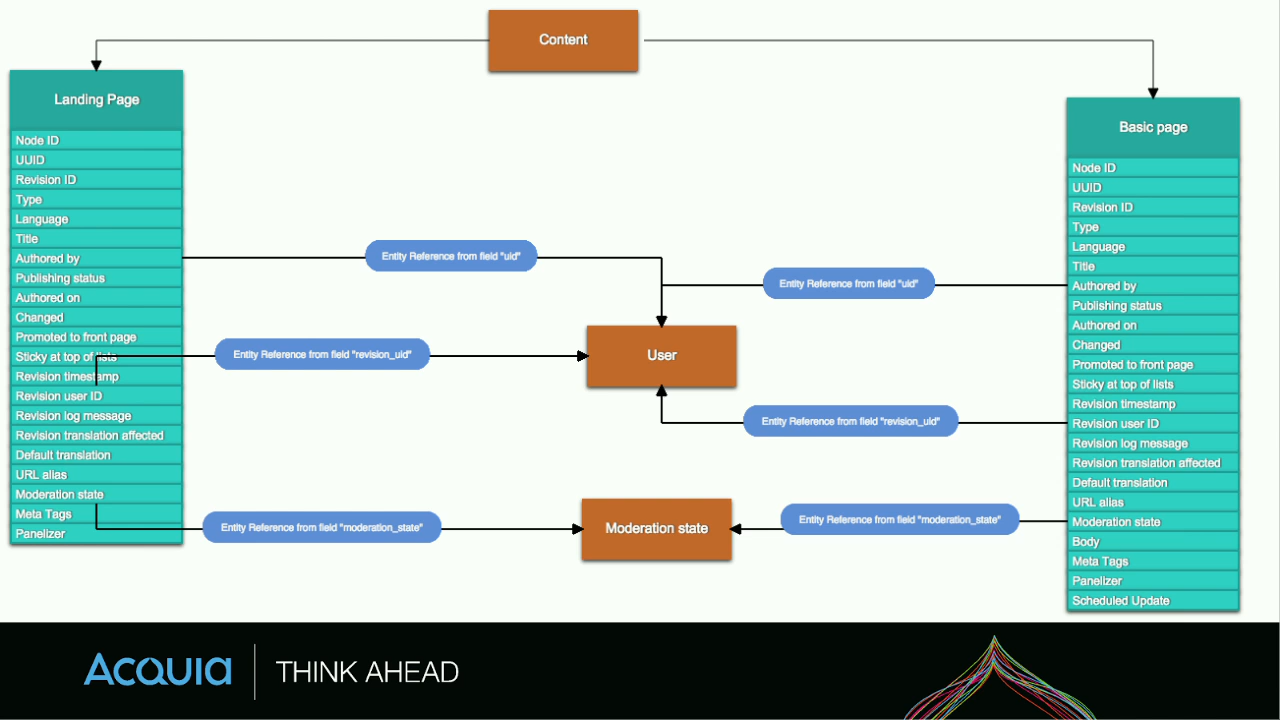 Content
Landing Page
Node ID
UUID
Revision ID
Type
Language
Title
Authored by
Publishing status
Authored on
Changed
Promoted to front page
Sticky at top of lists
Revision timestamp
Revision user ID
Revision log message
Revision translation affected
Default translation
URL alias
Moderation state
Meta Tags
Panelizer
Entity Reference from field "uid"
Entity Reference from field "uid"
Entity Reference from field "revision_uid"
User
Entity Reference from field "revision_uid"
Entity Reference from field "moderation_state"
Moderation state
Entity Reference from field "moderation_state"
Basic page
Node ID
UUID
Revision ID
Type
Language
Title
Authored by
Publishing status
Authored on
Changed
Promoted to front page
Sticky at top of lists
Revision timestamp
Revision user ID
Revision log message
Revision translation affected
Default translation
URL alias
Moderation state
Body
Meta Tags
Panelizer
Scheduled Update
ACQUIA
THINK AHEAD